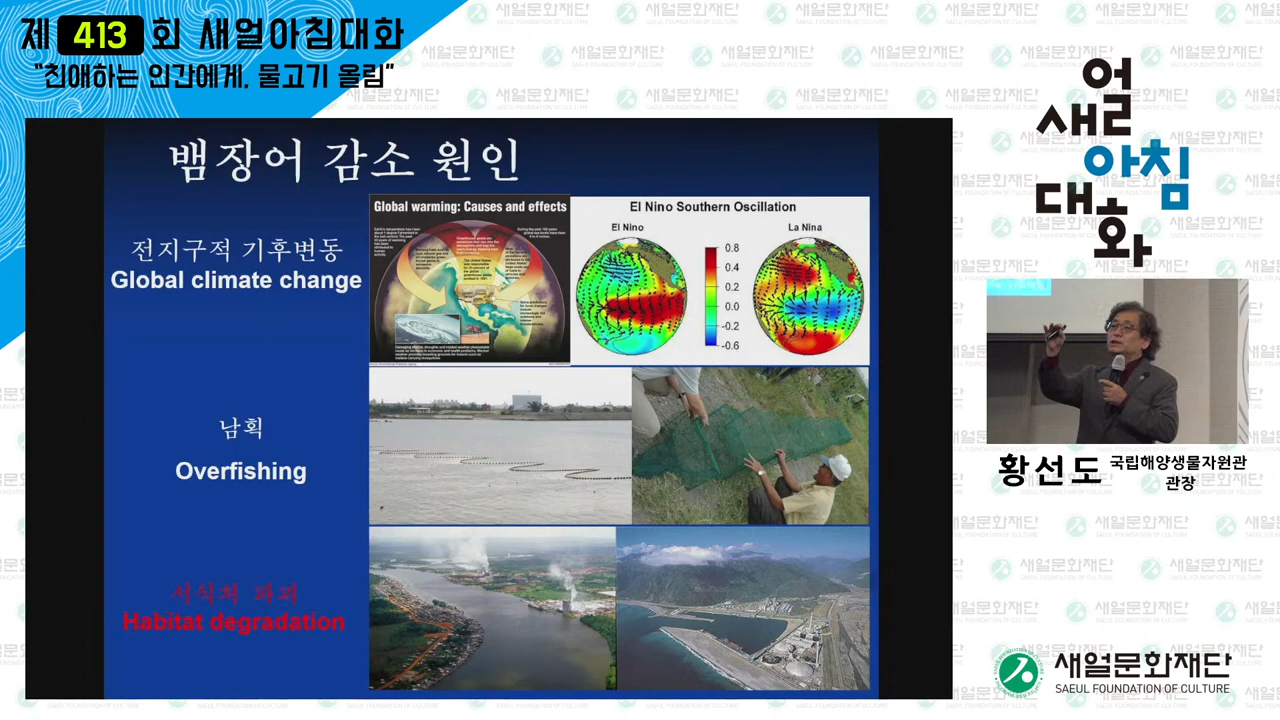 제 413 회 새얼아침대화
“친애하는 인간에게, 물고기 올림”
뱀장어 감소 원인
전지구적 기후변동
Global climate change
Global warming: Causes and effects
El Nino Southern Oscillation
El Nino
La Nina
0.8
0.4
0.2
0.0
-0.2
-0.6
남획
Overfishing
서식처 파괴
Habitat degradation
얼
새
아침
대
화
황선도 국립해양생물자원관
관장
새얼문화재단
SAEUL FOUNDATION OF CULTURE